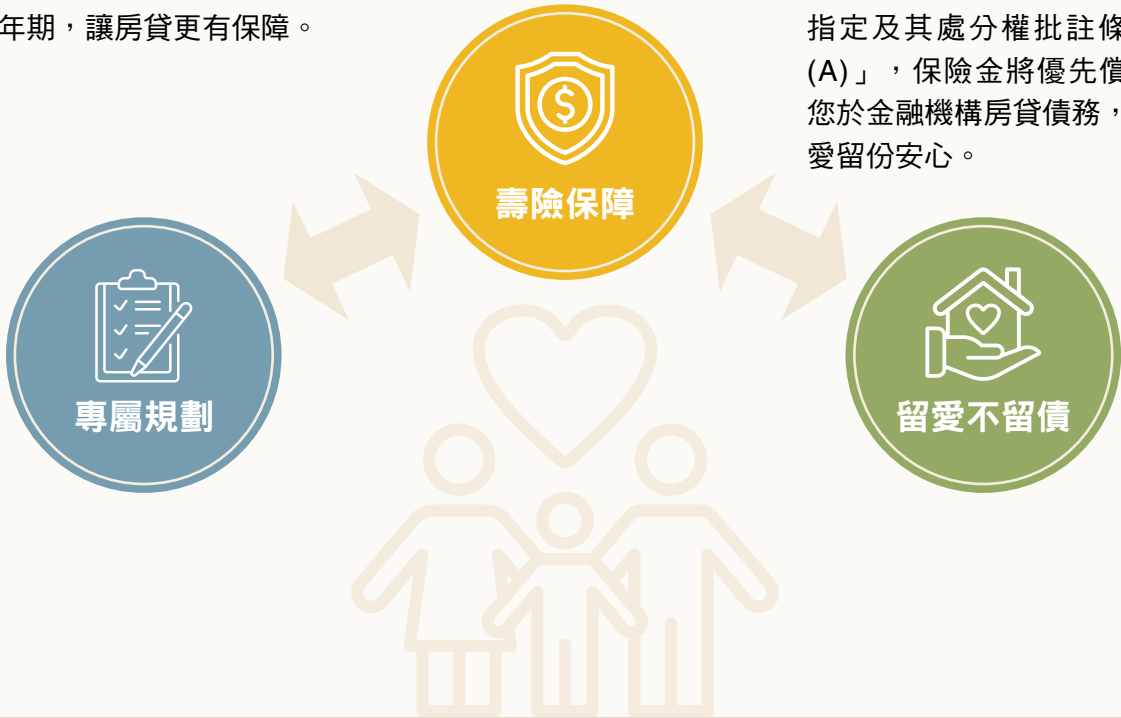 年期，讓房貸更有保障。
指定及其處分權批註條
(A)」，保險金將優先償
您於金融機構房貸債務，
愛留份安心。
壽險保障
專屬規劃
留愛不留債